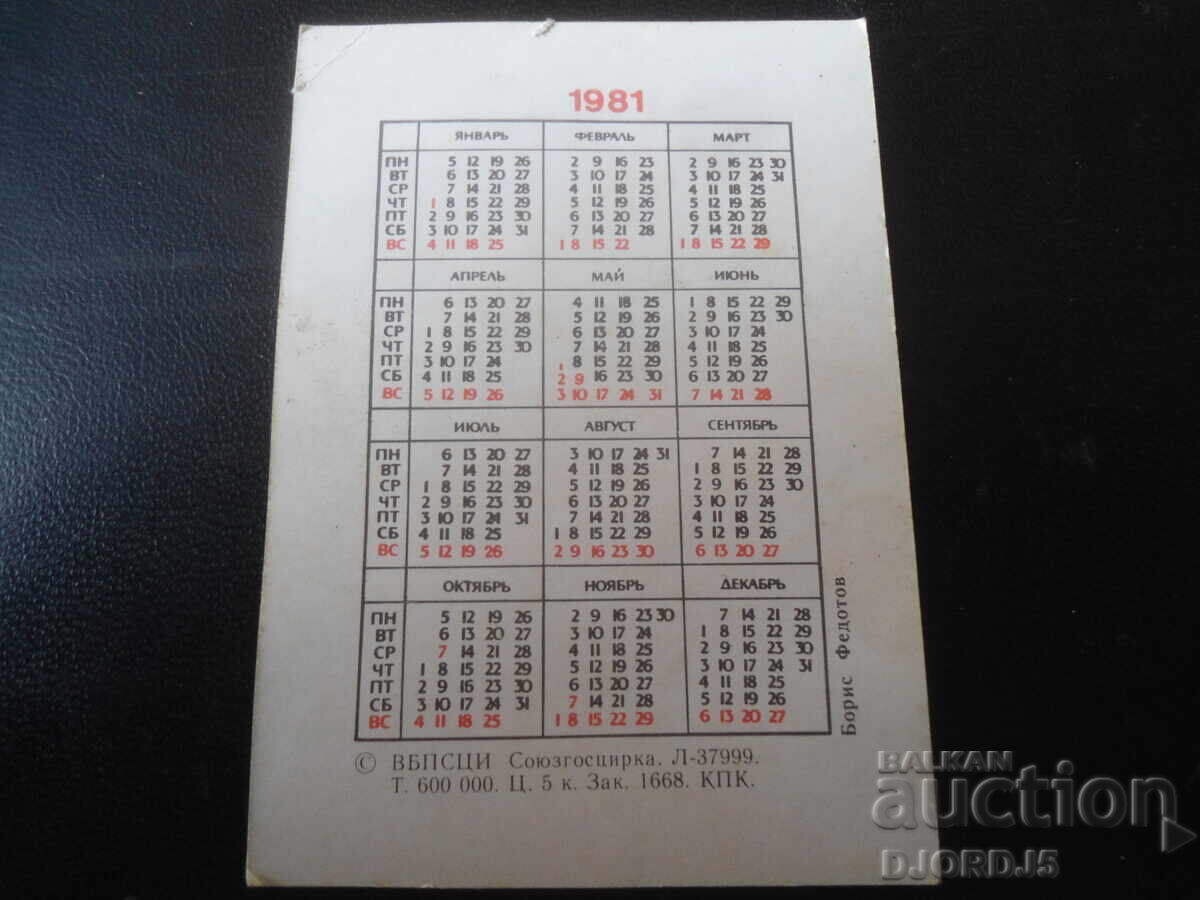 1981
ЯНВАРЬ ФЕВРАЛЬ МАРТ
ПН 5 12 19 26 2 9 16 23 2 9 16 23 30
ВТ 6 13 20 27 3 10 17 24 3 10 17 24 31
СР 7 14 21 28 4 11 18 25 4 11 18 25
ЧТ 1 8 15 22 29 5 12 19 26 5 12 19 26
ПТ 2 9 16 23 30 6 13 20 27 6 13 20 27
СБ 3 10 17 24 31 7 14 21 28 7 14 21 28
ВС 4 11 18 25 1 8 15 22 1 8 15 22 29
АПРЕЛЬ МАЙ ИЮНЬ
ПН 6 13 20 27 4 11 18 25 1 8 15 22 29
ВТ 7 14 21 28 5 12 19 26 2 9 16 23 30
СР 1 8 15 22 29 6 13 20 27 3 10 17 24
ЧТ 2 9 16 23 30 7 14 21 28 4 11 18 25
ПТ 3 10 17 24 1 8 15 22 29 5 12 19 26
СБ 4 11 18 25 2 9 16 23 30 6 13 20 27
ВС 5 12 19 26 3 10 17 24 31 7 14 21 28
ИЮЛЬ АВГУСТ СЕНТЯБРЬ
ПН 6 13 20 27 3 10 17 24 31 7 14 21 28
ВТ 7 14 21 28 4 11 18 25 1 8 15 22 29
СР 1 8 15 22 29 5 12 19 26 2 9 16 23 30
ЧТ 2 9 16 23 30 6 13 20 27 3 10 17 24
ПТ 3 10 17 24 31 7 14 21 28 4 11 18 25
СБ 4 11 18 25 1 8 15 22 29 5 12 19 26
ВС 5 12 19 26 2 9 16 23 30 6 13 20 27
ОКТЯБРЬ НОЯБРЬ ДЕКАБРЬ
ПН 5 12 19 26 2 9 16 23 30 7 14 21 28
ВТ 6 13 20 27 3 10 17 24 1 8 15 22 29
СР 7 14 21 28 4 11 18 25 2 9 16 23 30
ЧТ 1 8 15 22 29 5 12 19 26 3 10 17 24 31
ПТ 2 9 16 23 30 6 13 20 27 4 11 18 25
СБ 3 10 17 24 31 7 14 21 28 5 12 19 26
ВС 4 11 18 25 1 8 15 22 29 6 13 20 27
Борис Федотов
© ВБПСЦИ Союзгосцирка. Л-37999.
Т. 600 000. Ц. 5 к. Зак. 1668. КПК.
BALKAN
auction
DJORDJ5